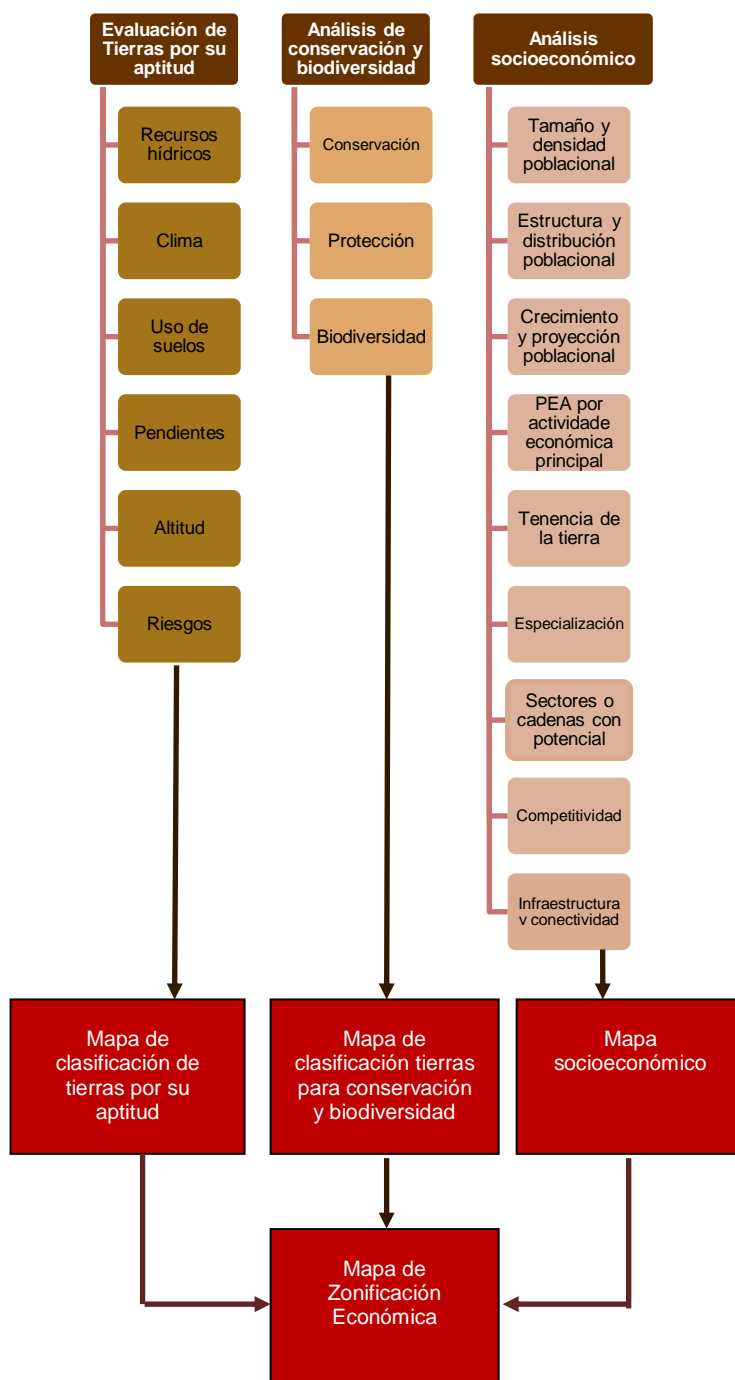 Evaluación de
Tierras por su
aptitud
Recursos
hídricos
Clima
Uso de
suelos
Pendientes
Altitud
Riesgos
Análisis de
conservación y
biodiversidad
Conservación
Protección
Biodiversidad
Análisis
socioeconómico
Tamaño y
densidad
poblacional
Estructura y
distribución
poblacional
Crecimiento
y proyección
poblacional
PEA por
actividade
económica
principal
Tenencia de
la tierra
Especialización
Sectores o
cadenas con
potencial
Competitividad
Infraestructura
y conectividad
Mapa de
clasificación de
tierras por su
aptitud
Mapa de
clasificación tierras
para conservación
y biodiversidad
Mapa
socioeconómico
Mapa de
Zonificación
Económica